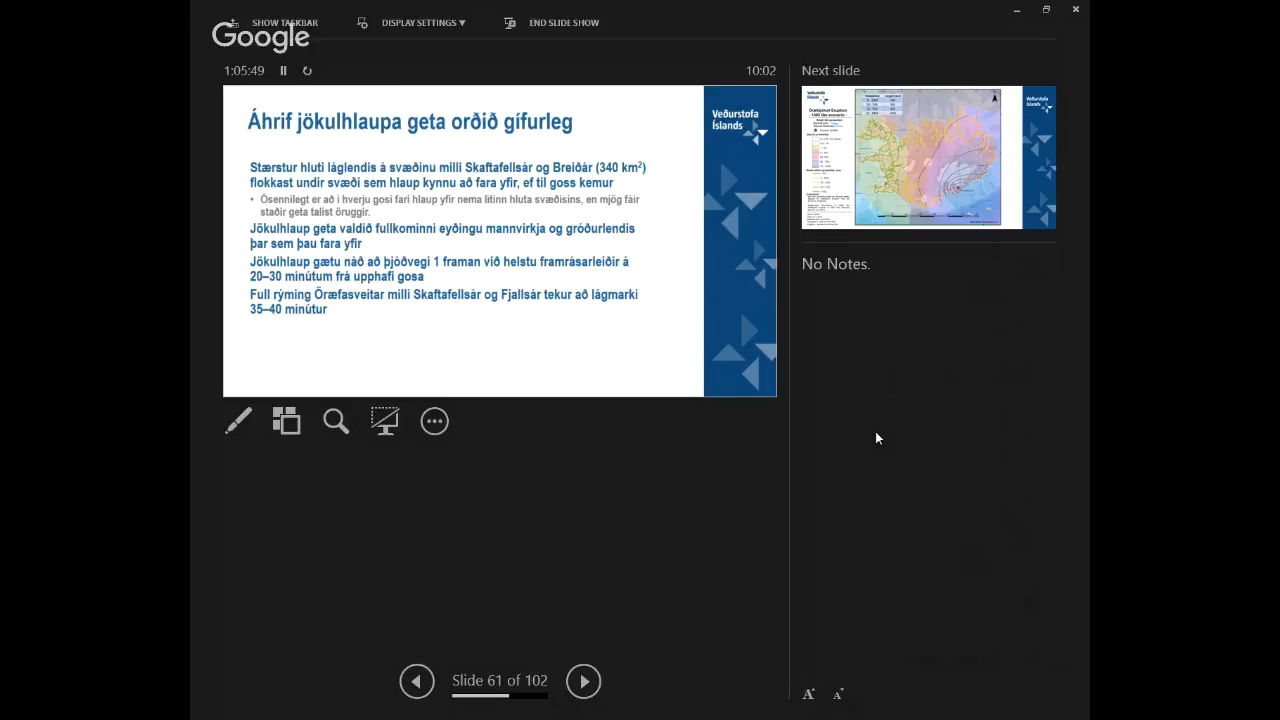 SHOW TASKBAR
DISPLAY SETTINGS ▾
END SLIDE SHOW
Google
1:05:49
10:02
Next slide
Áhrif jökulhlaupa geta orðið gífurleg
Veðurstofa
Íslands
Stærstur hluti láglendis á svæðinu milli Skaftafellsár og Breiðár (340 km²)
flokkast undir svæði sem hlaup kynnu að fara yfir, ef til goss kemur
• Ósennilegt er að í hverju gosi fari hlaup yfir nema lítinn hluta svæðisins, en mjög fáir
staðir geta talist öruggir.
Jökulhlaup geta valdið fullkominni eyðingu mannvirkja og gróðurlendis
þar sem þau fara yfir
Jökulhlaup gætu náð að þjóðvegi 1 framan við helstu framrásarleiðir á
20–30 mínútum frá upphafi gosa
Full rýming Öræfasveitar milli Skaftafellsár og Fjallsár tekur að lágmarki
35–40 mínútur
Veðurstofa
Íslands
Veðurstofa
Íslands
No Notes.
Slide 61 of 102
A
A